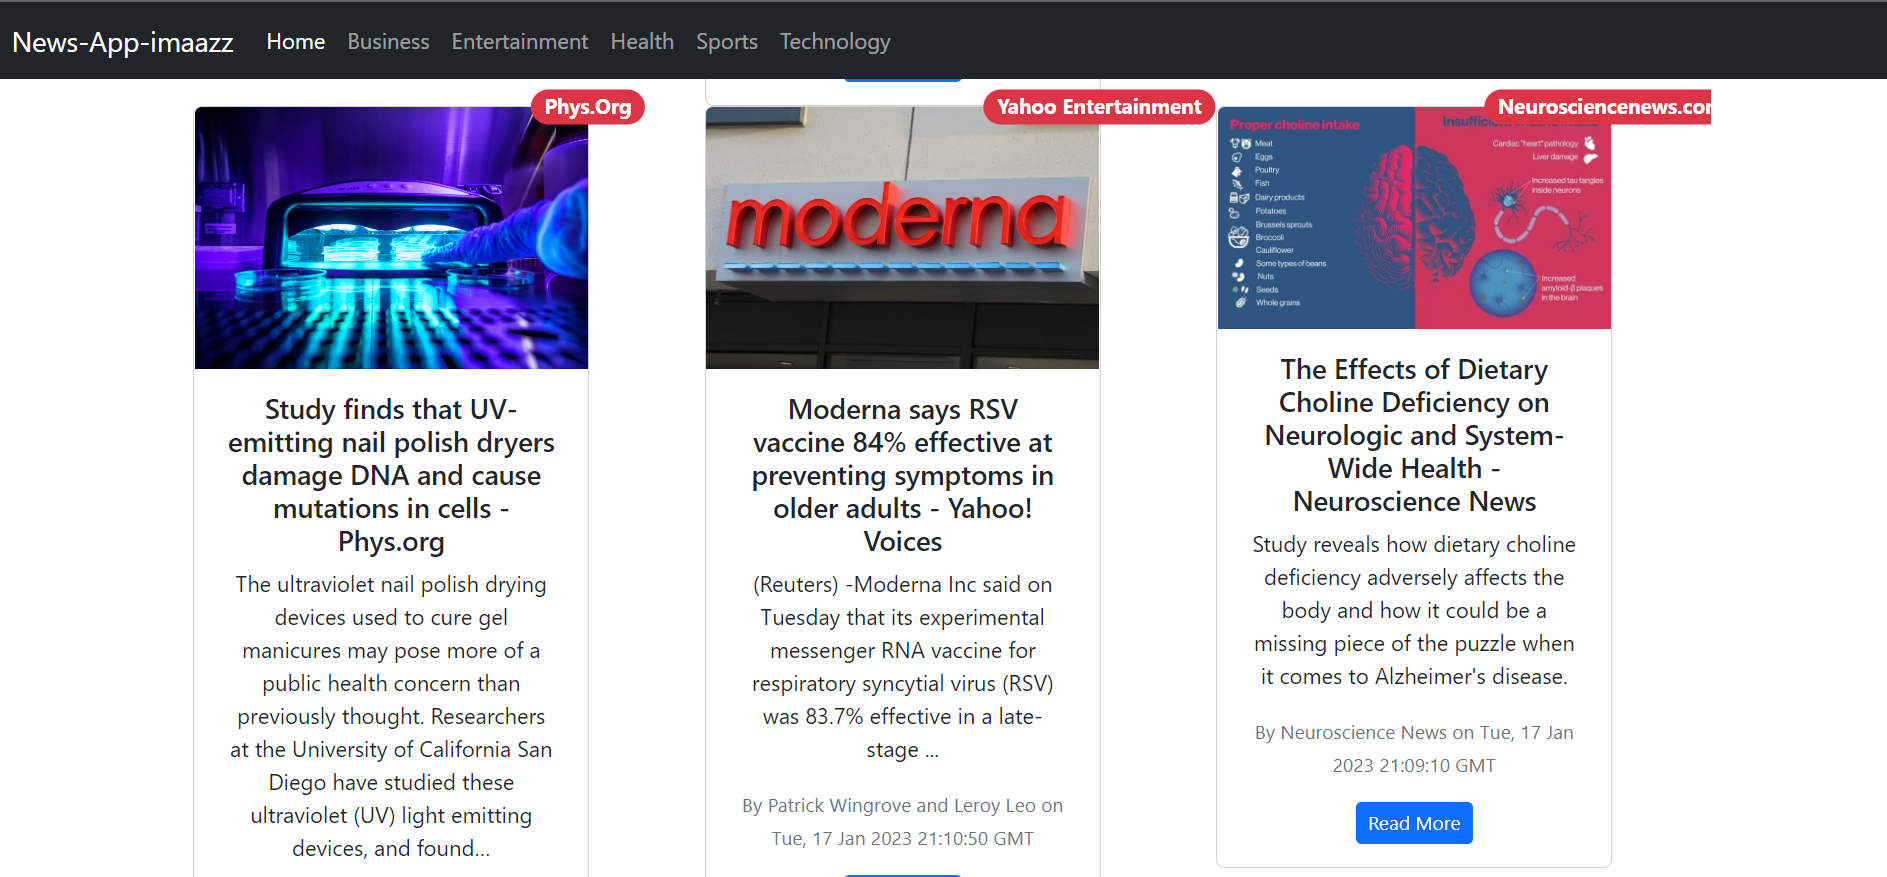 News-App-imaazz Home Business Entertainment Health Sports Technology
Phys.Org
Study finds that UV-
emitting nail polish dryers
damage DNA and cause
mutations in cells -
Phys.org
The ultraviolet nail polish drying
devices used to cure gel
manicures may pose more of a
public health concern than
previously thought. Researchers
at the University of California San
Diego have studied these
ultraviolet (UV) light emitting
devices, and found...
Yahoo Entertainment
moderna
Moderna says RSV
vaccine 84% effective at
preventing symptoms in
older adults - Yahoo!
Voices
(Reuters) -Moderna Inc said on
Tuesday that its experimental
messenger RNA vaccine for
respiratory syncytial virus (RSV)
was 83.7% effective in a late-
stage ...
By Patrick Wingrove and Leroy Leo on
Tue, 17 Jan 2023 21:10:50 GMT
Neurosciencenews.com
Proper choline intake
Meat
Eggs
Poultry
Fish
Dairy products
Potatoes
Brussels sprouts
Broccoli
Cauliflower
Some types of beans
Nuts
Seeds
Whole grains
Cardiac "heart" pathology
Liver damage
Increased tau tangles
inside neurons
Increased
amyloid-β plaques
in the brain
The Effects of Dietary
Choline Deficiency on
Neurologic and System-
Wide Health -
Neuroscience News
Study reveals how dietary choline
deficiency adversely affects the
body and how it could be a
missing piece of the puzzle when
it comes to Alzheimer's disease.
By Neuroscience News on Tue, 17 Jan
2023 21:09:10 GMT
Read More